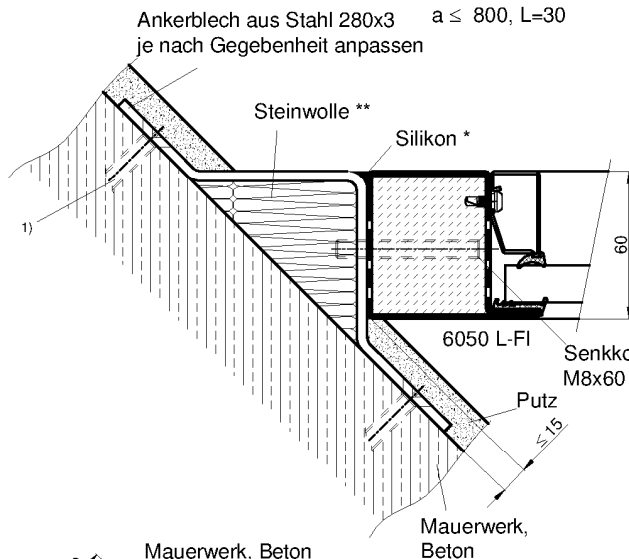 Ankerblech aus Stahl 280x3
je nach Gegebenheit anpassen
a ≤ 800, L=30
Steinwolle **
Silikon *
1)
60
6050 L-FI
Senkko
M8x60
Putz
≤15
Mauerwerk,
Beton
Mauerwerk, Beton